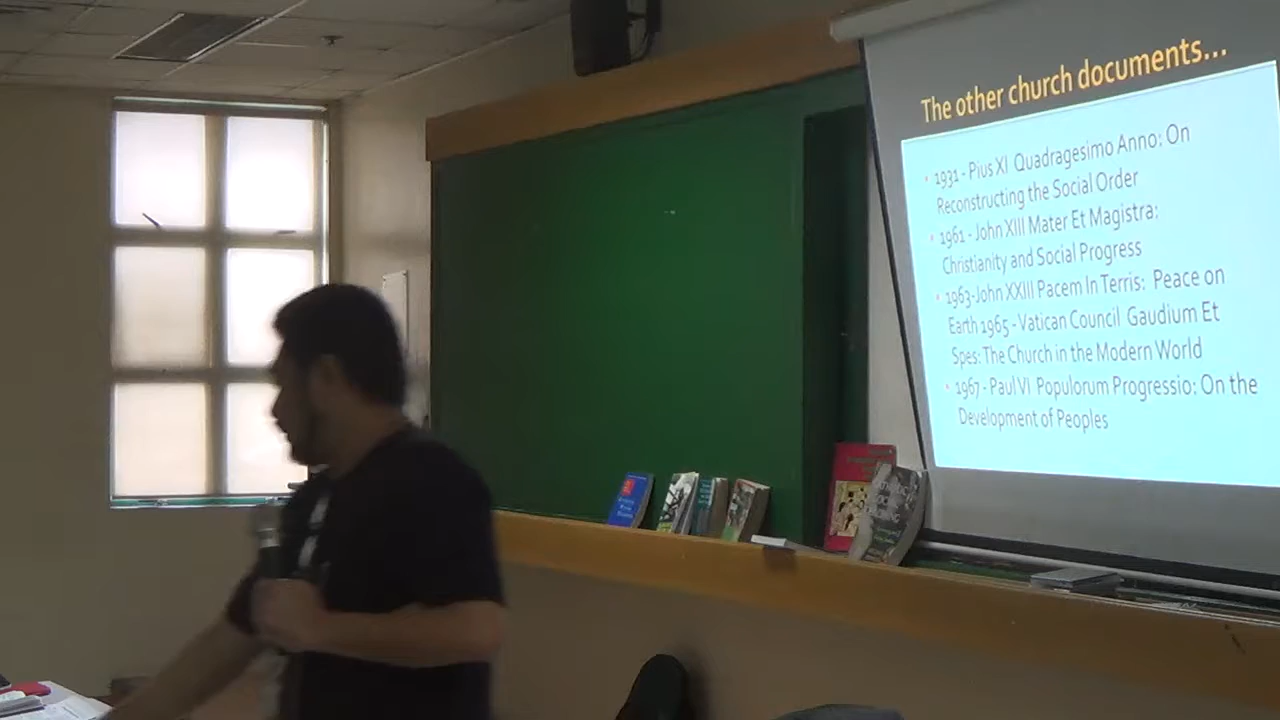 The other church documents...
• 1931 - Pius XI Quadragesimo Anno: On
Reconstructing the Social Order
• 1961 - John XIII Mater Et Magistra:
Christianity and Social Progress
• 1963-John XXIII Pacem In Terris: Peace on
Earth 1965 - Vatican Council Gaudium Et
Spes: The Church in the Modern World
• 1967 - Paul VI Populorum Progressio: On the
Development of Peoples